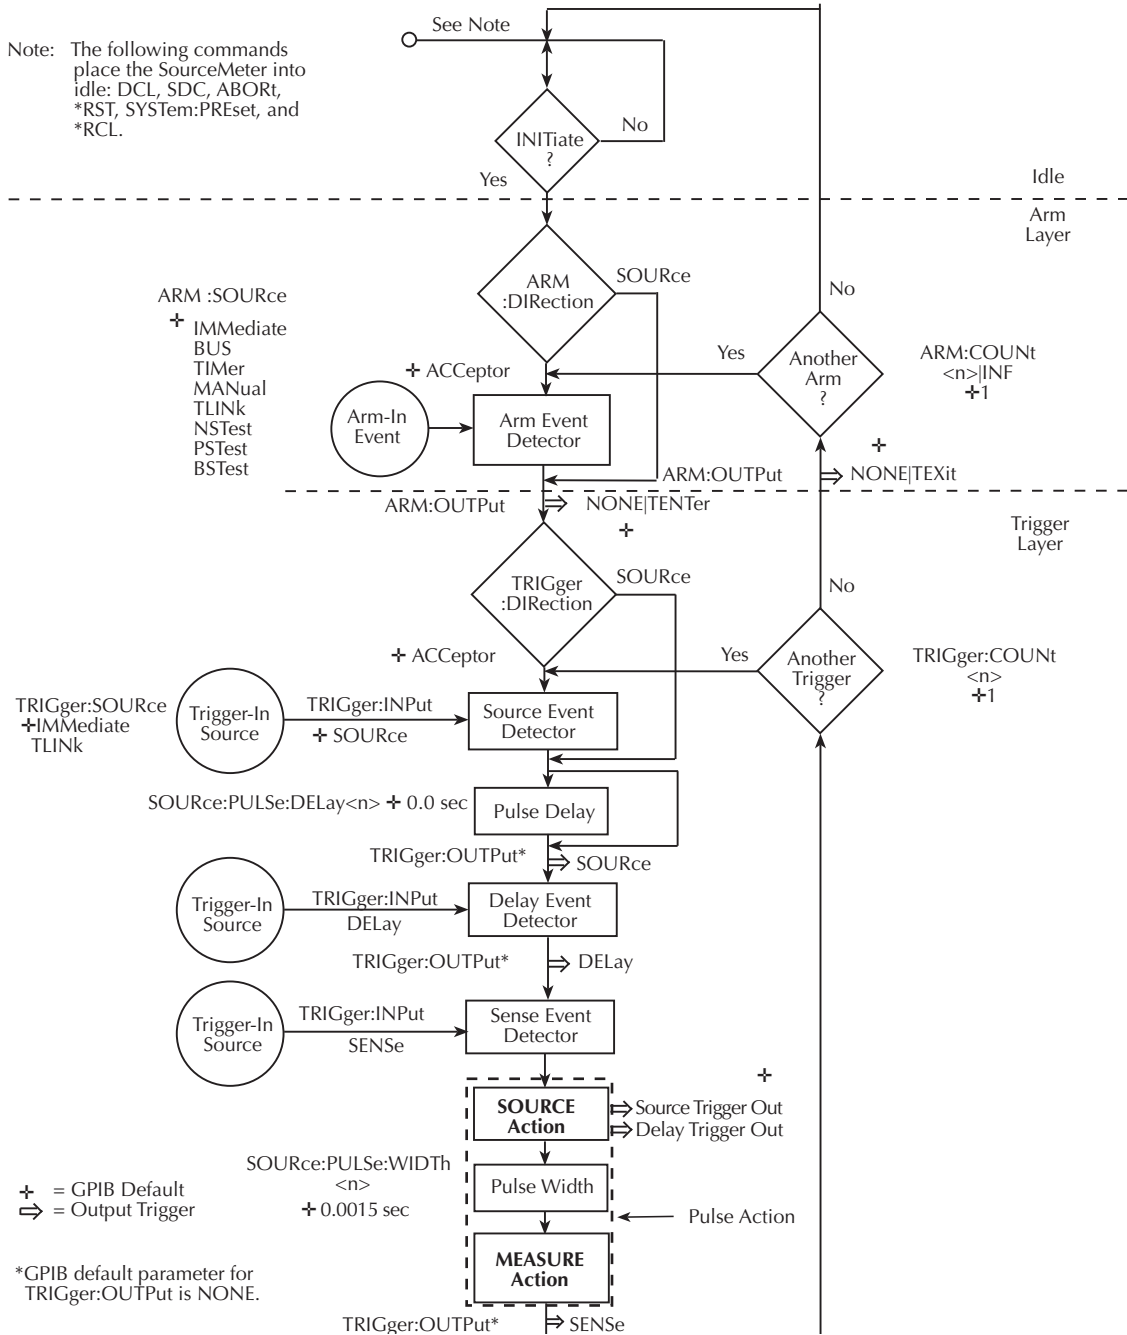 See Note
Note: The following commands
place the SourceMeter into
idle: DCL, SDC, ABORt,
*RST, SYSTem:PREset, and
*RCL.
INITiate
?
No
Yes
Idle
Arm
Layer
ARM
:DIRection
SOURce
ARM :SOURce
✛ IMMediate
BUS
TIMer
MANual
TLINk
NSTest
PSTest
BSTest
✛ ACCeptor
Arm-In
Event
Arm Event
Detector
No
Yes
Another
Arm
?
ARM:COUNt
<n>|INF
✛1
✛
ARM:OUTPut
⇨ NONE|TEXit
ARM:OUTPut
⇨ NONE|TENTer
✛
Trigger
Layer
TRIGger
:DIRection
SOURce
✛ ACCeptor
No
Yes
Another
Trigger
?
TRIGger:COUNt
<n>
✛1
TRIGger:SOURce
✛IMMediate
TLINk
Trigger-In
Source
TRIGger:INPut
✛ SOURce
Source Event
Detector
SOURce:PULSe:DELay<n> ✛ 0.0 sec
Pulse Delay
TRIGger:OUTPut*
⇨ SOURce
Trigger-In
Source
TRIGger:INPut
DELay
Delay Event
Detector
TRIGger:OUTPut*
⇨ DELay
Trigger-In
Source
TRIGger:INPut
SENSe
Sense Event
Detector
✛
SOURCE
Action
⇨ Source Trigger Out
⇨ Delay Trigger Out
SOURce:PULSe:WIDTh
<n>
✛ 0.0015 sec
Pulse Width
Pulse Action
MEASURE
Action
✛ = GPIB Default
⇨ = Output Trigger
*GPIB default parameter for
TRIGger:OUTPut is NONE.
TRIGger:OUTPut*
⇨ SENSe